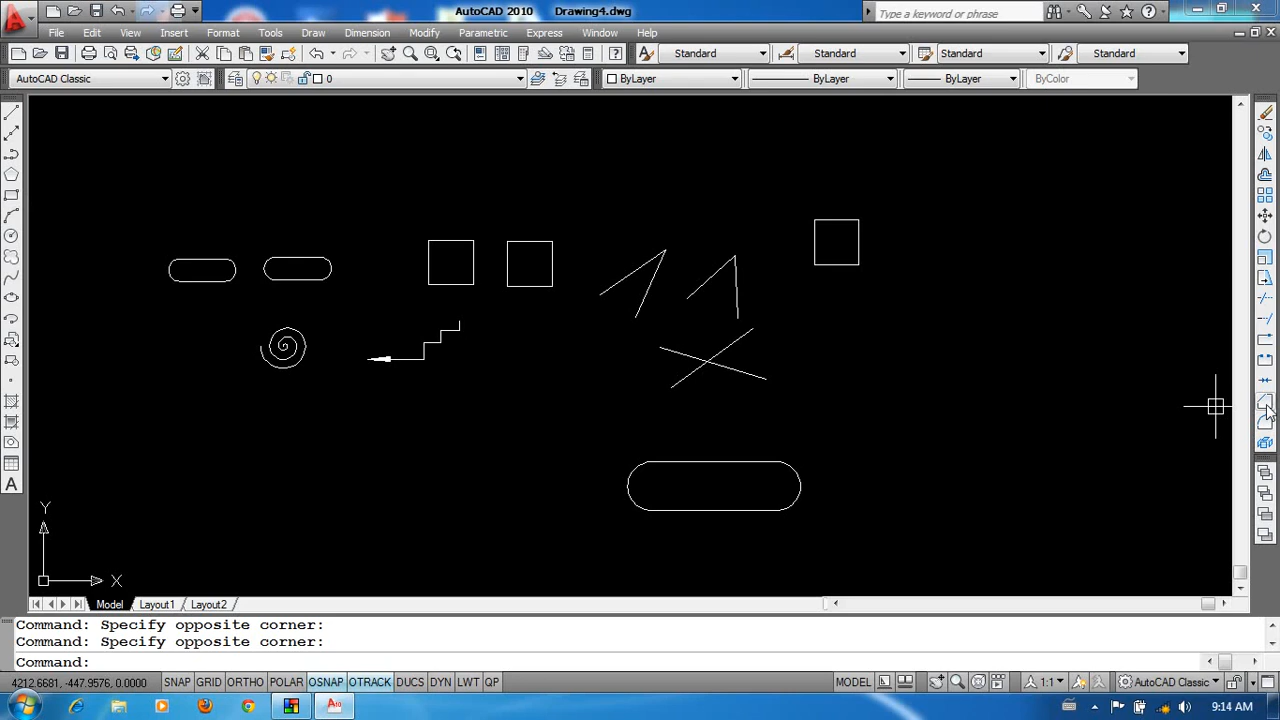 AutoCAD 2010 Drawing4.dwg Type a keyword or phrase
File Edit View Insert Format Tools Draw Dimension Modify Parametric Express Window Help
Standard Standard Standard Standard
AutoCAD Classic 0 ByLayer ByLayer ByLayer ByColor
Y
X
A
Model Layout1 Layout2
Command: Specify opposite corner:
Command: Specify opposite corner:
Command:
4212.6681, -447.9576, 0.0000 SNAP GRID ORTHO POLAR OSNAP OTRACK DUCS DYN LWT QP MODEL 1:1 AutoCAD Classic
9:14 AM